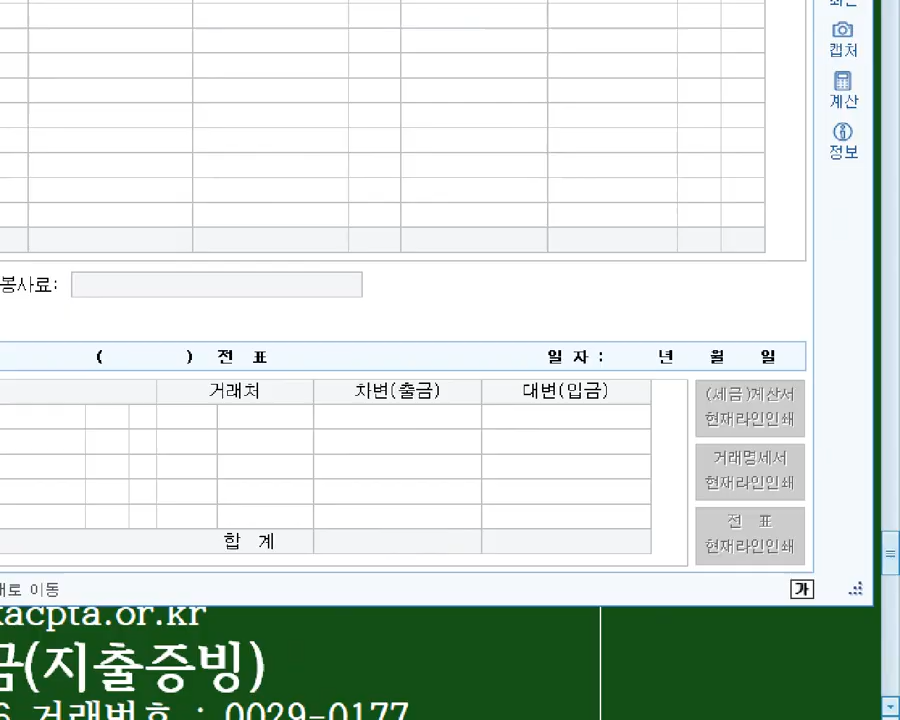 캡처
계산
정보
봉사료:
( ) 전 표 일 자 : 년 월 일
거래처 차변(출금) 대변(입금)
(세금)계산서
현재라인인쇄
거래명세서
현재라인인쇄
전 표
현재라인인쇄
합 계
로 이동
가
kacpta.or.kr
금(지출증빙)
6 거래번호 : 0029-0177